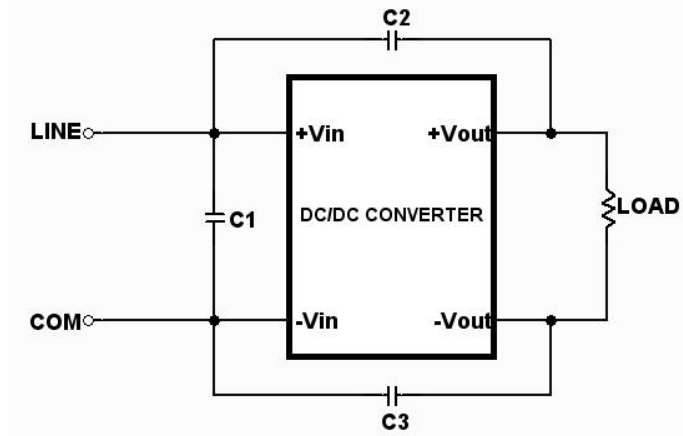 C2
LINE
+Vin +Vout
C1
DC/DC CONVERTER
LOAD
COM
-Vin -Vout
C3